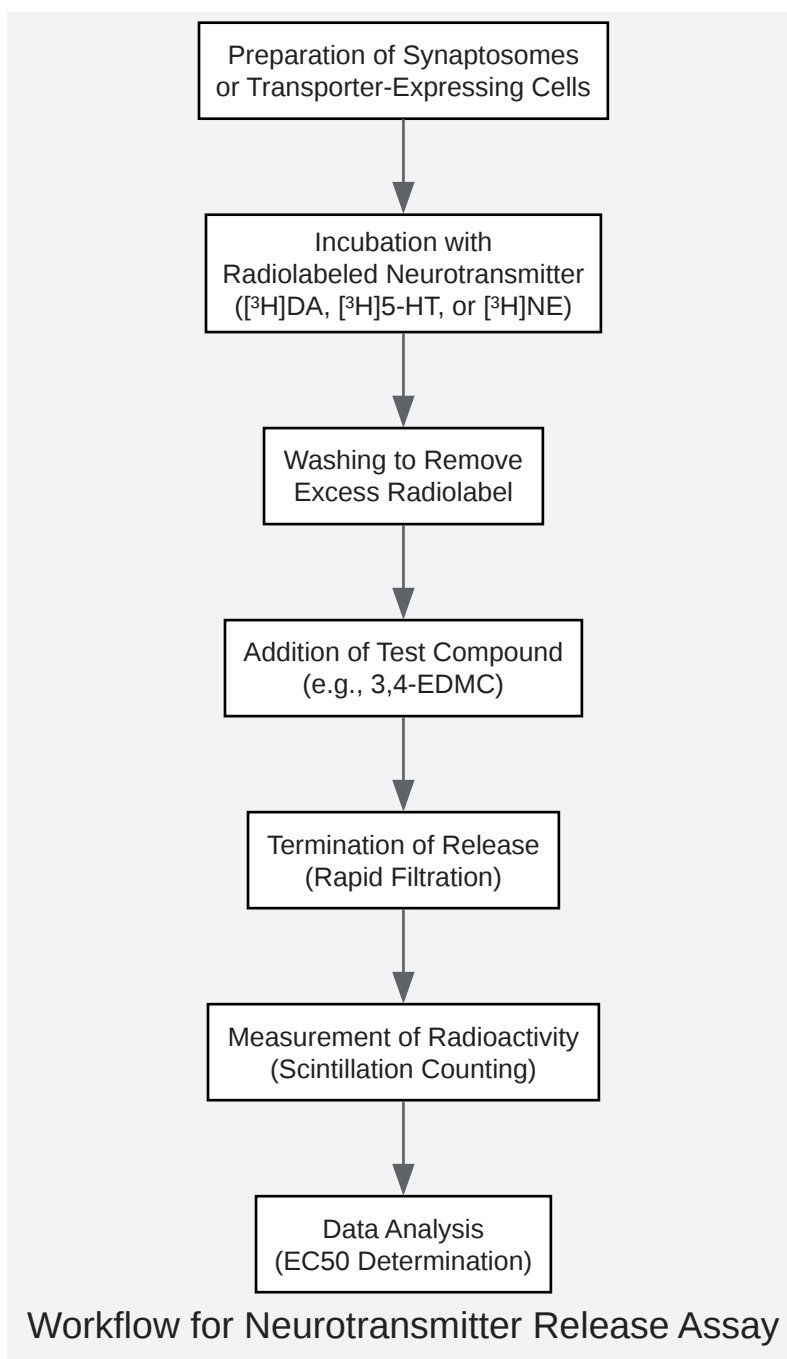 Preparation of Synaptosomes
or Transporter-Expressing Cells
Incubation with
Radiolabeled Neurotransmitter
([³H]DA, [³H]5-HT, or [³H]NE)
Washing to Remove
Excess Radiolabel
Addition of Test Compound
(e.g., 3,4-EDMC)
Termination of Release
(Rapid Filtration)
Measurement of Radioactivity
(Scintillation Counting)
Data Analysis
(EC50 Determination)
Workflow for Neurotransmitter Release Assay